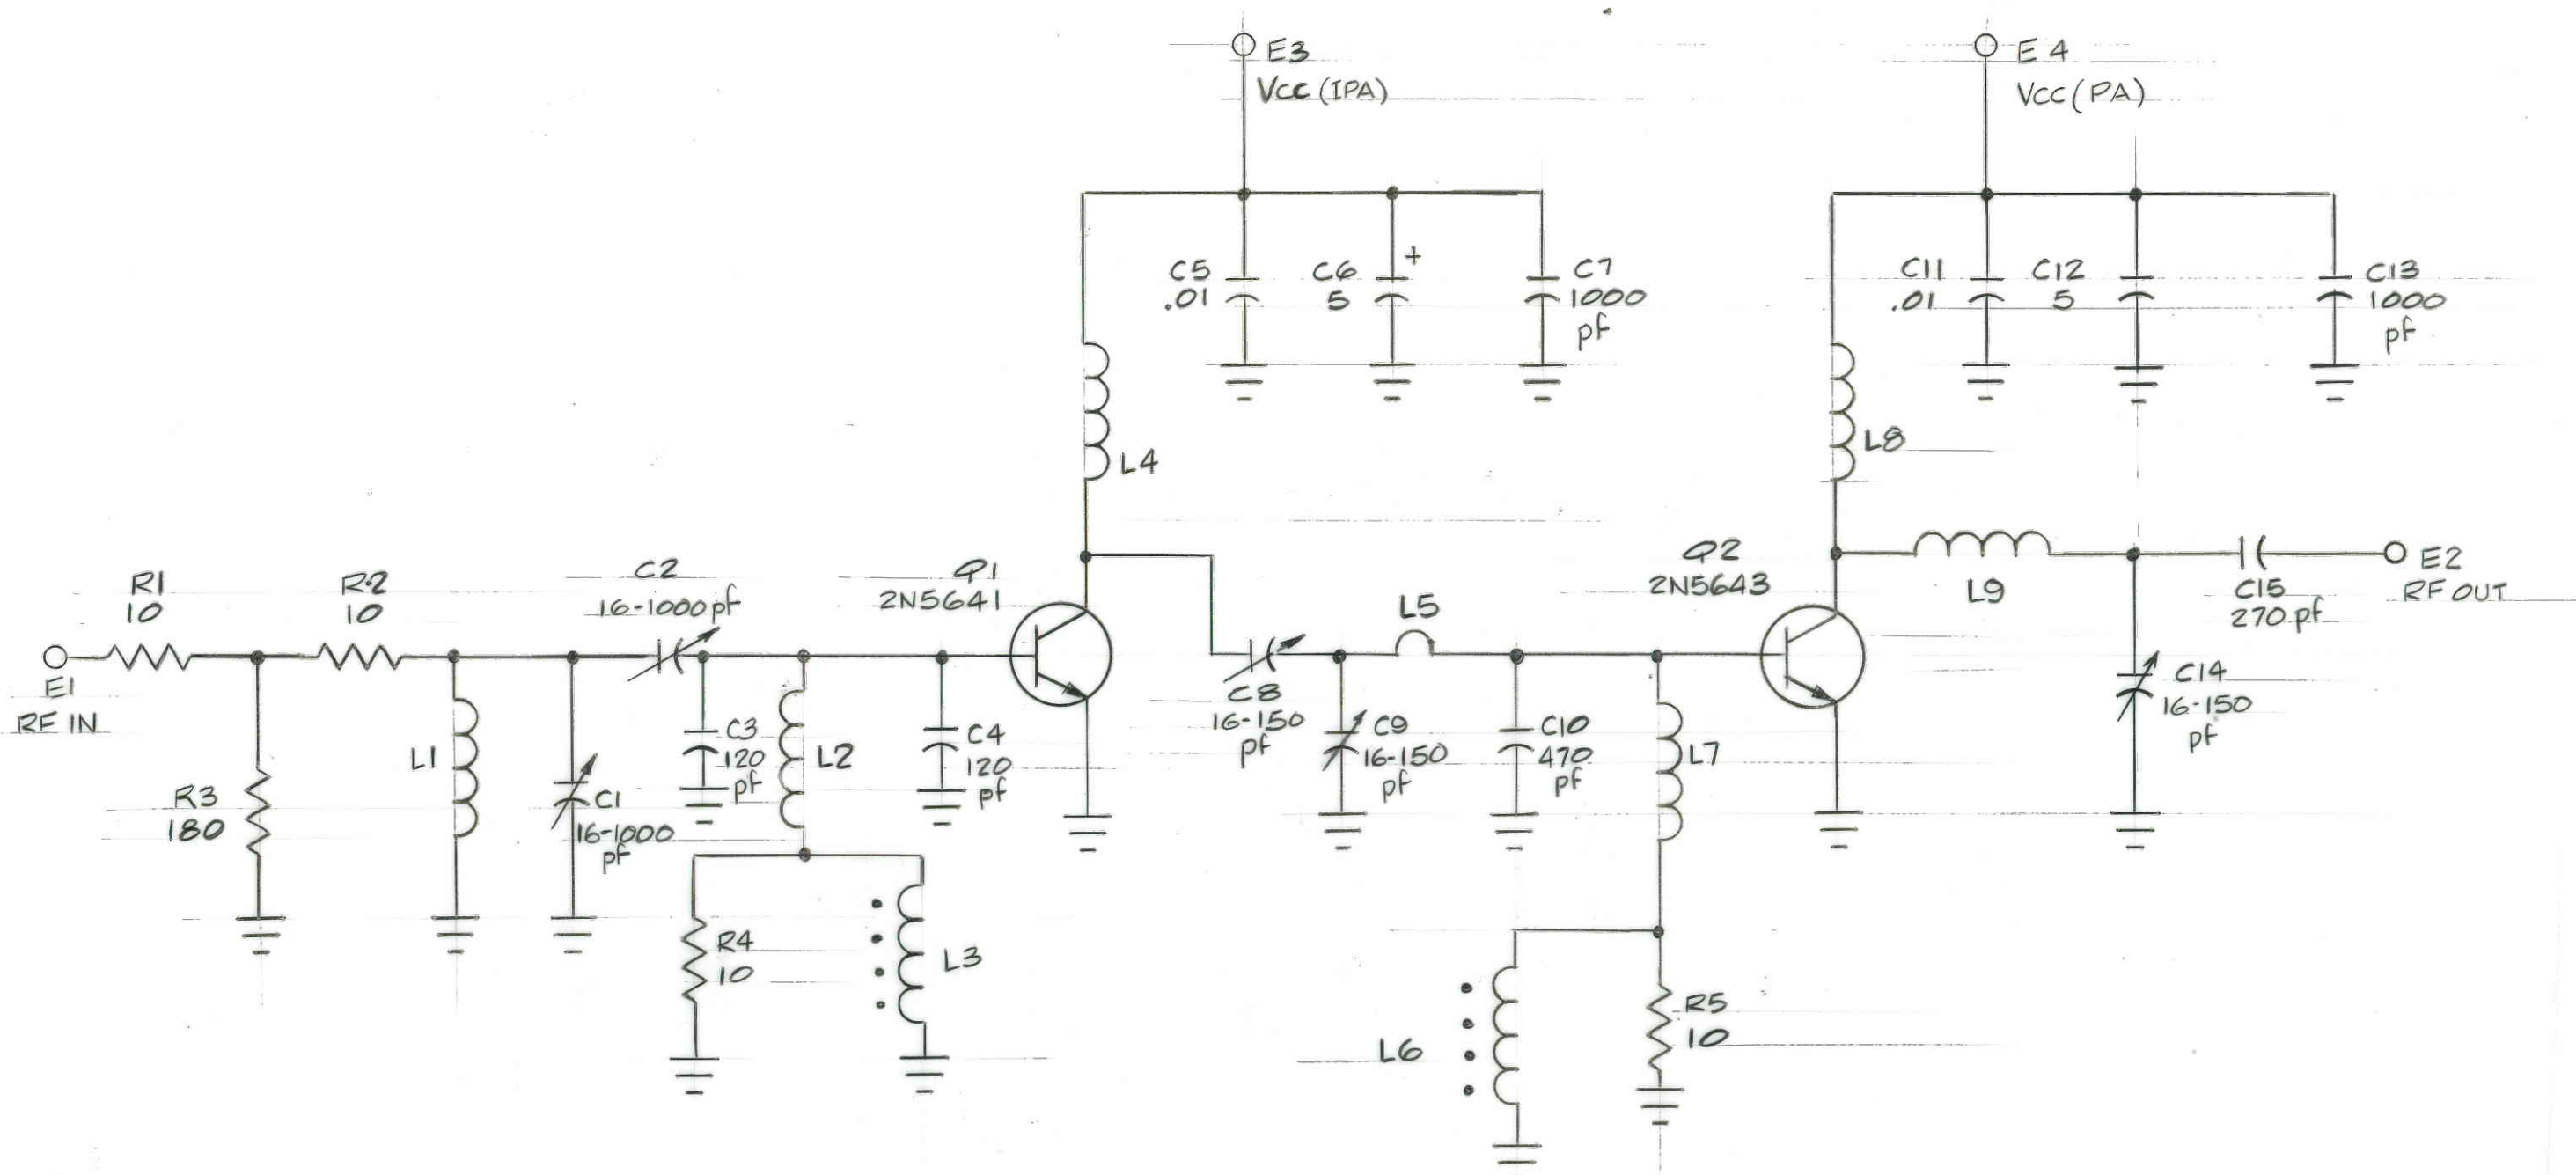 E3
VCC (IPA)
E4
VCC (PA)
C5
.01
C6
5
+
C7
1000
pf
C11
.01
C12
5
C13
1000
pf
L4
L8
R1
10
R2
10
C2
16-1000pf
Q1
2N5641
L5
Q2
2N5643
L9
C15
270 pf
E2
RF OUT
E1
RF IN
R3
180
L1
C1
16-1000
pf
C3
120
pf
L2
C4
120
pf
C8
16-150
pf
C9
16-150
pf
C10
470
pf
L7
C14
16-150
pf
R4
10
L3
L6
R5
10